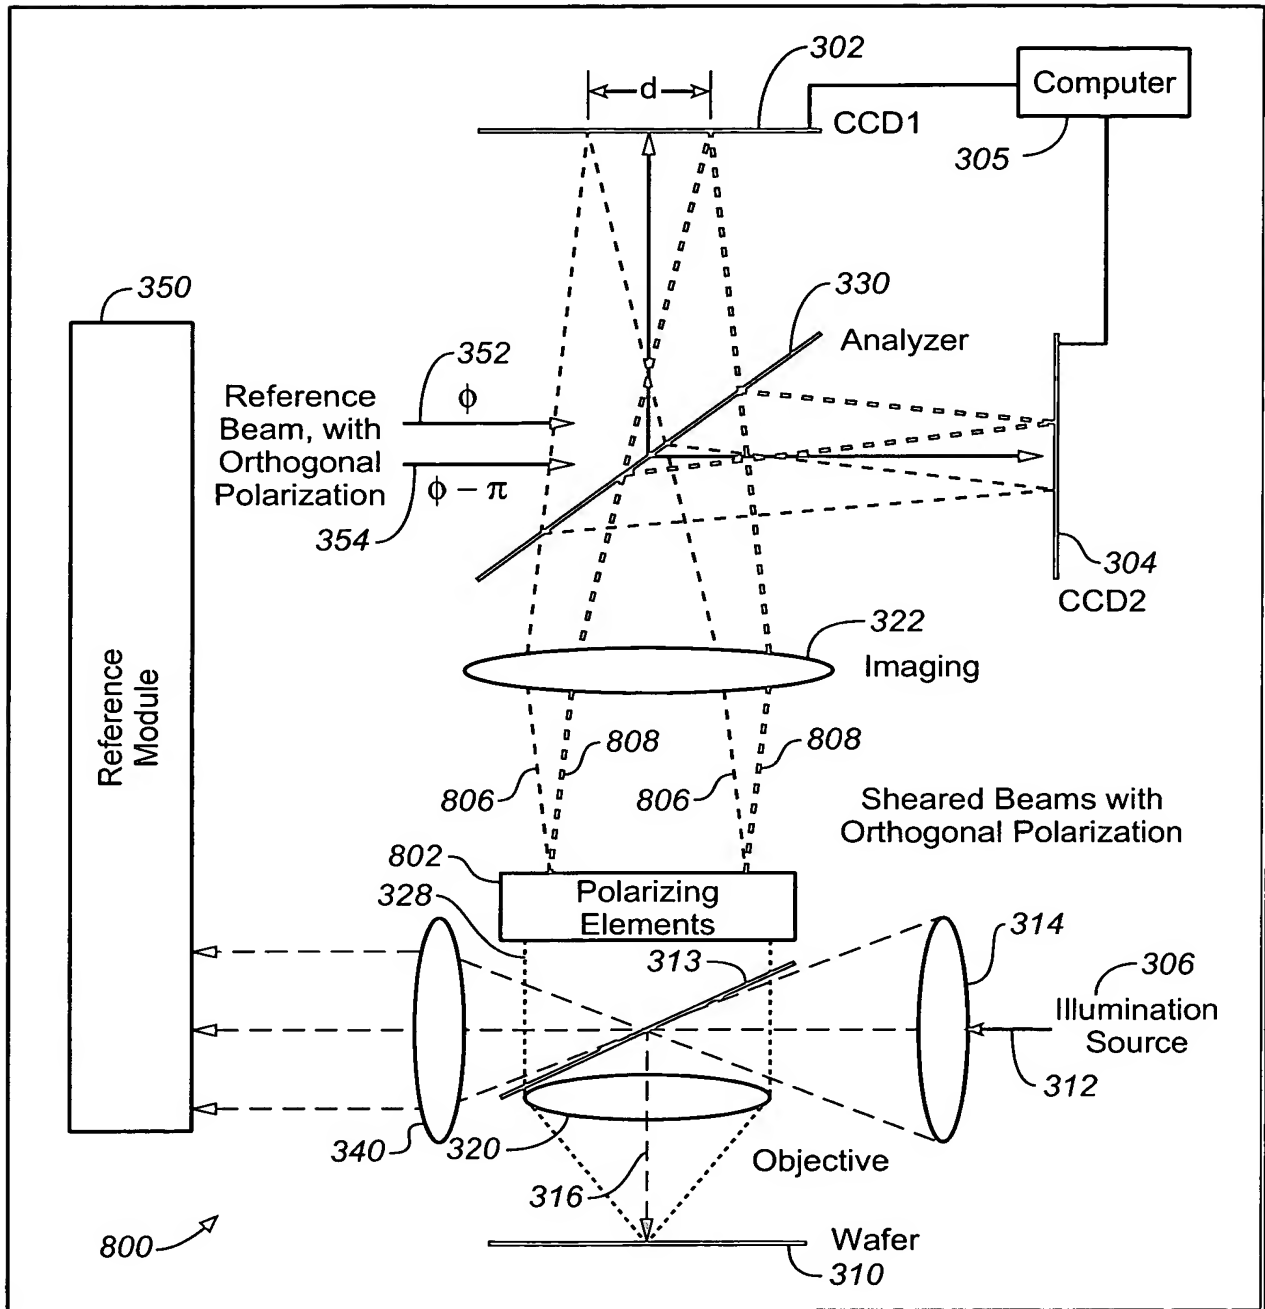 302
d
Computer
CCD1
305
350
330
Analyzer
352
Reference
Beam, with
Orthogonal
Polarization
ϕ
ϕ − π
354
304
CCD2
322
Imaging
Reference
Module
808
808
806
806
Sheared Beams with
Orthogonal Polarization
802
Polarizing
Elements
328
313
314
306
Illumination
Source
312
340
320
Objective
316
800
Wafer
310